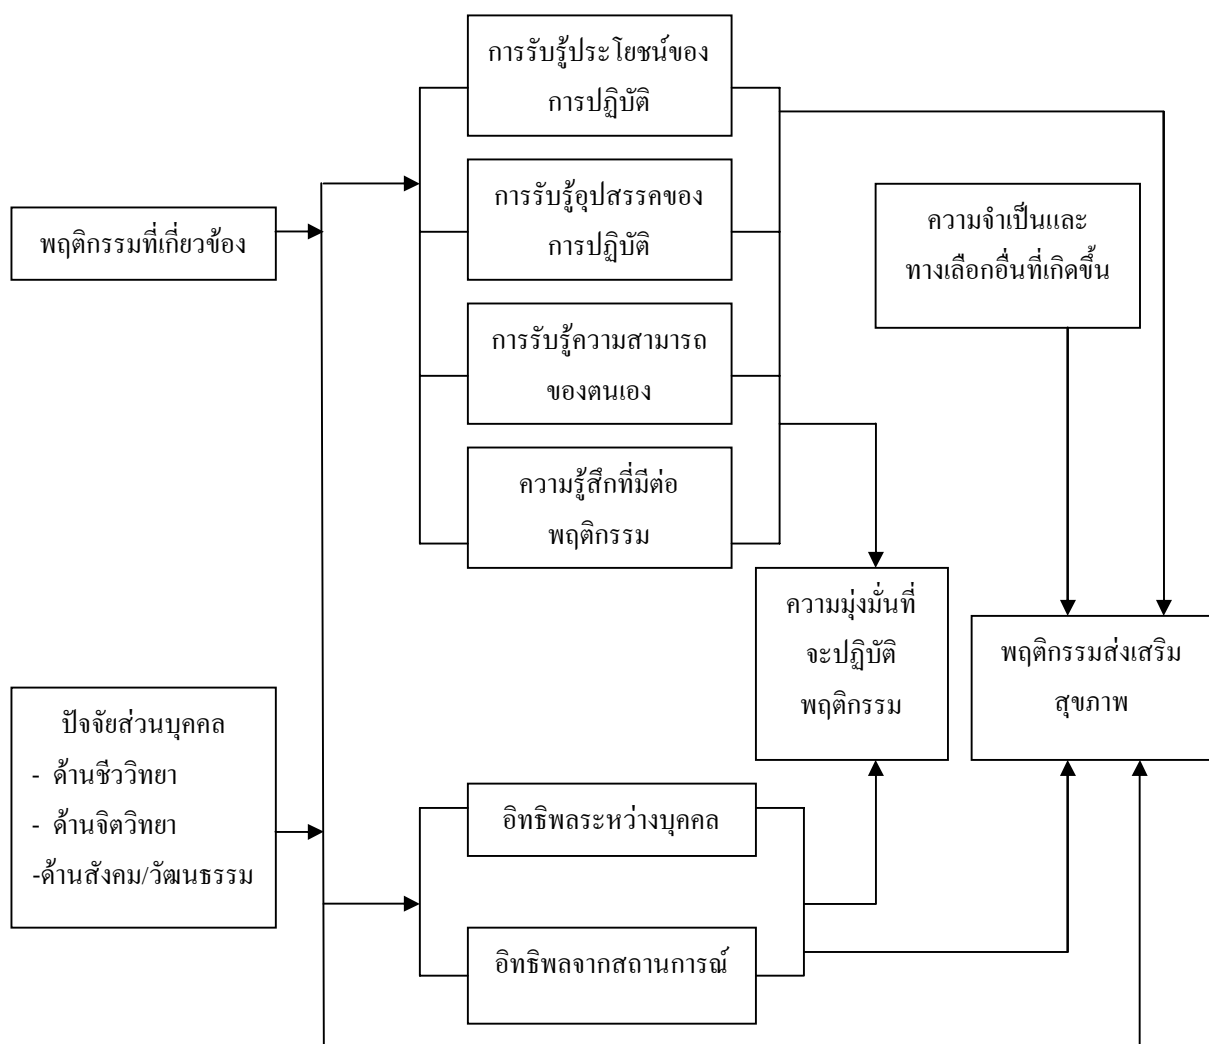 การรับรู้ประโยชน์ของ
การปฏิบัติ
การรับรู้อุปสรรคของ
การปฏิบัติ
พฤติกรรมที่เกี่ยวข้อง
ความจำเป็นและ
ทางเลือกอื่นที่เกิดขึ้น
การรับรู้ความสามารถ
ของตนเอง
ความรู้สึกที่มีต่อ
พฤติกรรม
ความมุ่งมั่นที่
จะปฏิบัติ
พฤติกรรม
พฤติกรรมส่งเสริม
สุขภาพ
ปัจจัยส่วนบุคคล
- ด้านชีววิทยา
- ด้านจิตวิทยา
-ด้านสังคม/วัฒนธรรม
อิทธิพลระหว่างบุคคล
อิทธิพลจากสถานการณ์